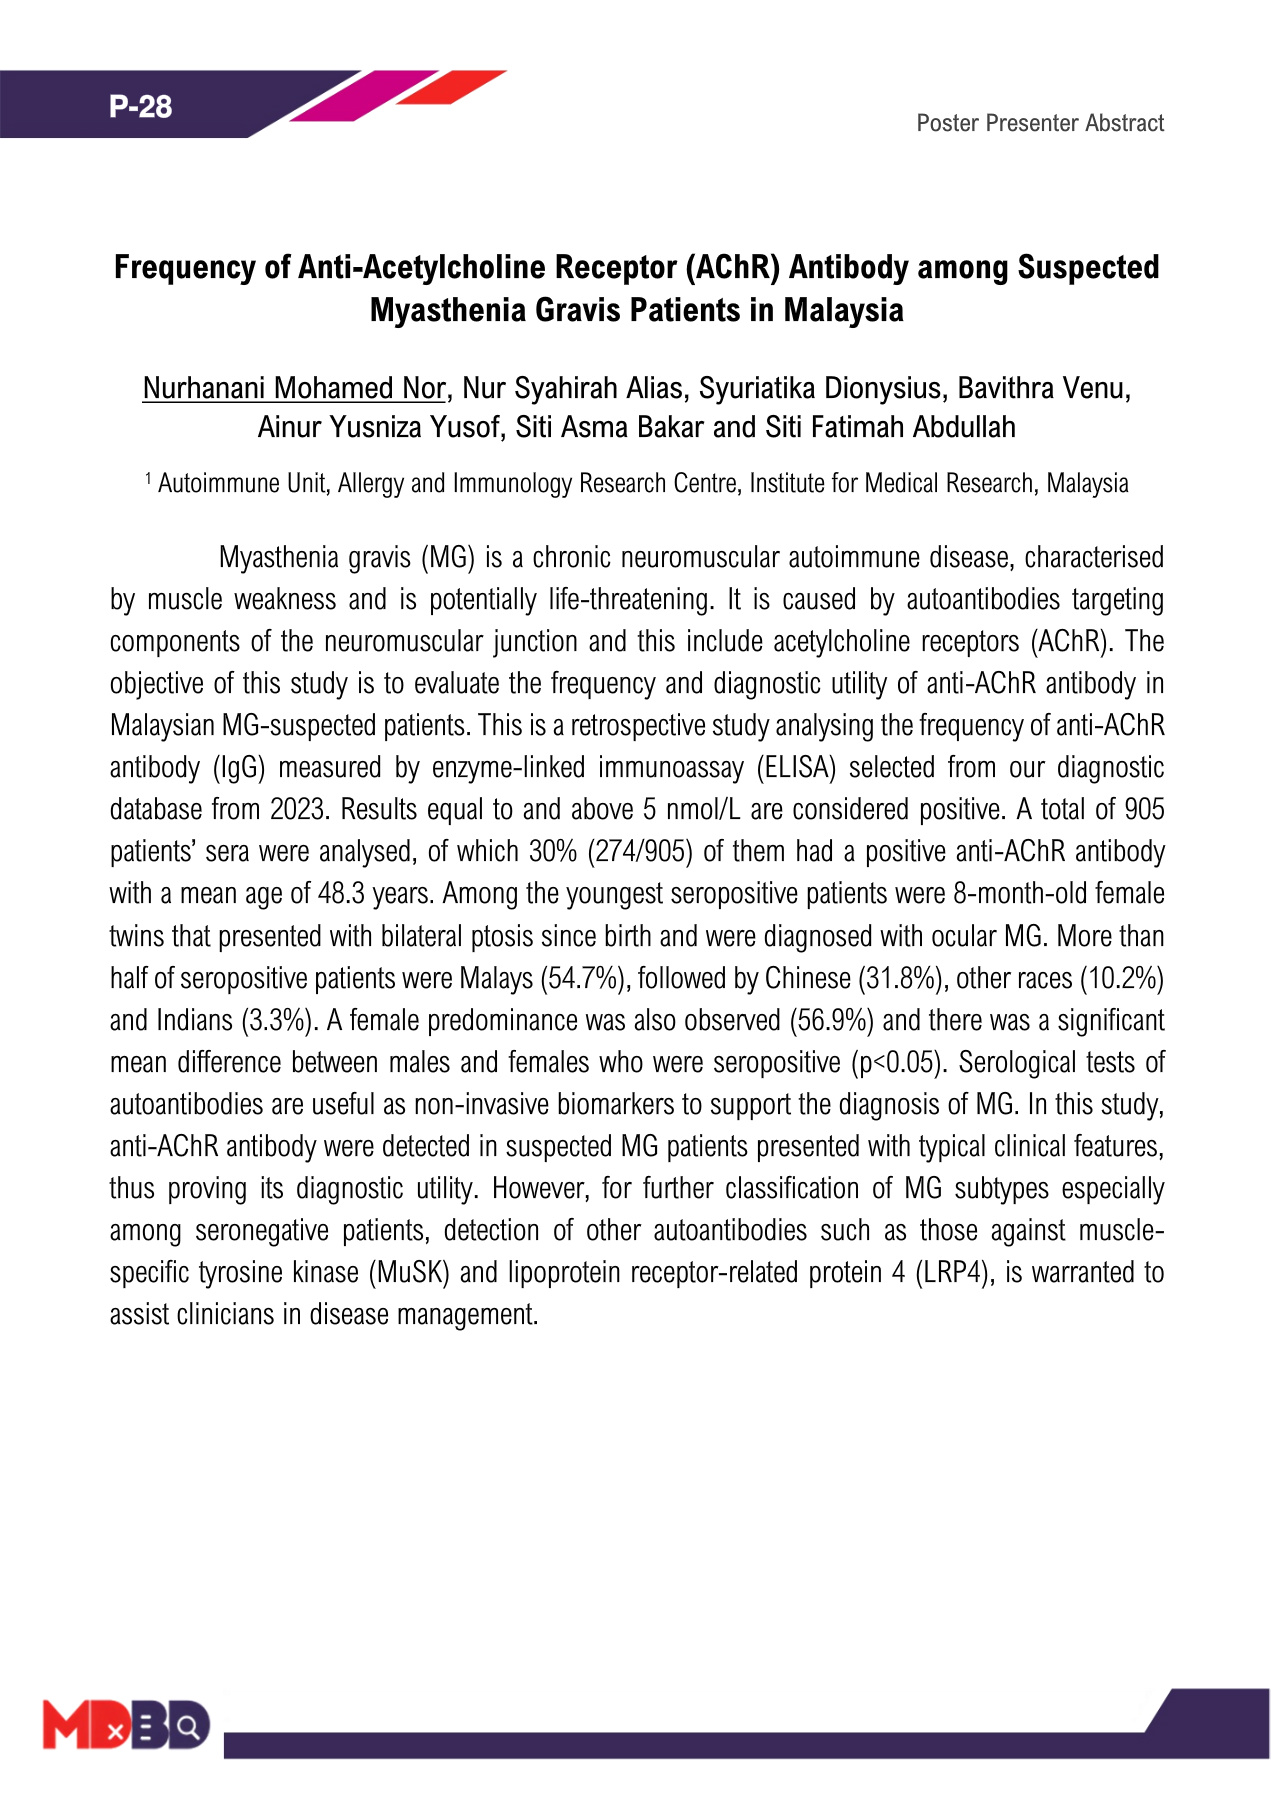 P-28
Poster Presenter Abstract
Frequency of Anti-Acetylcholine Receptor (AChR) Antibody among Suspected
Myasthenia Gravis Patients in Malaysia
Nurhanani Mohamed Nor, Nur Syahirah Alias, Syuriatika Dionysius, Bavithra Venu,
Ainur Yusniza Yusof, Siti Asma Bakar and Siti Fatimah Abdullah
¹ Autoimmune Unit, Allergy and Immunology Research Centre, Institute for Medical Research, Malaysia
Myasthenia gravis (MG) is a chronic neuromuscular autoimmune disease, characterised
by muscle weakness and is potentially life-threatening. It is caused by autoantibodies targeting
components of the neuromuscular junction and this include acetylcholine receptors (AChR). The
objective of this study is to evaluate the frequency and diagnostic utility of anti-AChR antibody in
Malaysian MG-suspected patients. This is a retrospective study analysing the frequency of anti-AChR
antibody (IgG) measured by enzyme-linked immunoassay (ELISA) selected from our diagnostic
database from 2023. Results equal to and above 5 nmol/L are considered positive. A total of 905
patients’ sera were analysed, of which 30% (274/905) of them had a positive anti-AChR antibody
with a mean age of 48.3 years. Among the youngest seropositive patients were 8-month-old female
twins that presented with bilateral ptosis since birth and were diagnosed with ocular MG. More than
half of seropositive patients were Malays (54.7%), followed by Chinese (31.8%), other races (10.2%)
and Indians (3.3%). A female predominance was also observed (56.9%) and there was a significant
mean difference between males and females who were seropositive (p<0.05). Serological tests of
autoantibodies are useful as non-invasive biomarkers to support the diagnosis of MG. In this study,
anti-AChR antibody were detected in suspected MG patients presented with typical clinical features,
thus proving its diagnostic utility. However, for further classification of MG subtypes especially
among seronegative patients, detection of other autoantibodies such as those against muscle-
specific tyrosine kinase (MuSK) and lipoprotein receptor-related protein 4 (LRP4), is warranted to
assist clinicians in disease management.
MDxBD